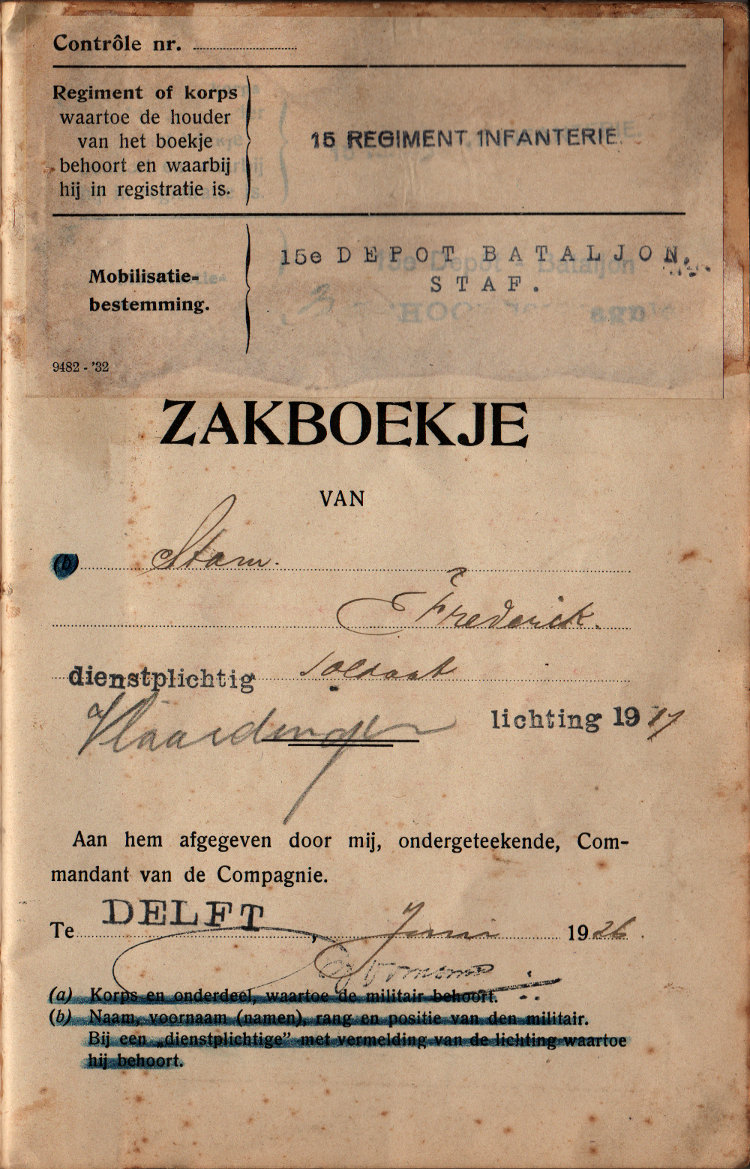 Contrôle nr.
Regiment of korps
waartoe de houder
van het boekje
behoort en waarbij
hij in registratie is.
15 REGIMENT INFANTERIE.
Mobilisatie-
bestemming.
15e DEPOT BATALJON.
STAF.
9482 - '32
ZAKBOEKJE
VAN
(b) Stam.
Frederick.
dienstplichtig soldaat
Vlaardingen lichting 1917
Aan hem afgegeven door mij, ondergeteekende, Com-
mandant van de Compagnie.
Te DELFT, Juni 1926.
(a) Korps en onderdeel, waartoe de militair behoort.
(b) Naam, voornaam (namen), rang en positie van den militair.
Bij een „dienstplichtige" met vermelding van de lichting waartoe
hij behoort.